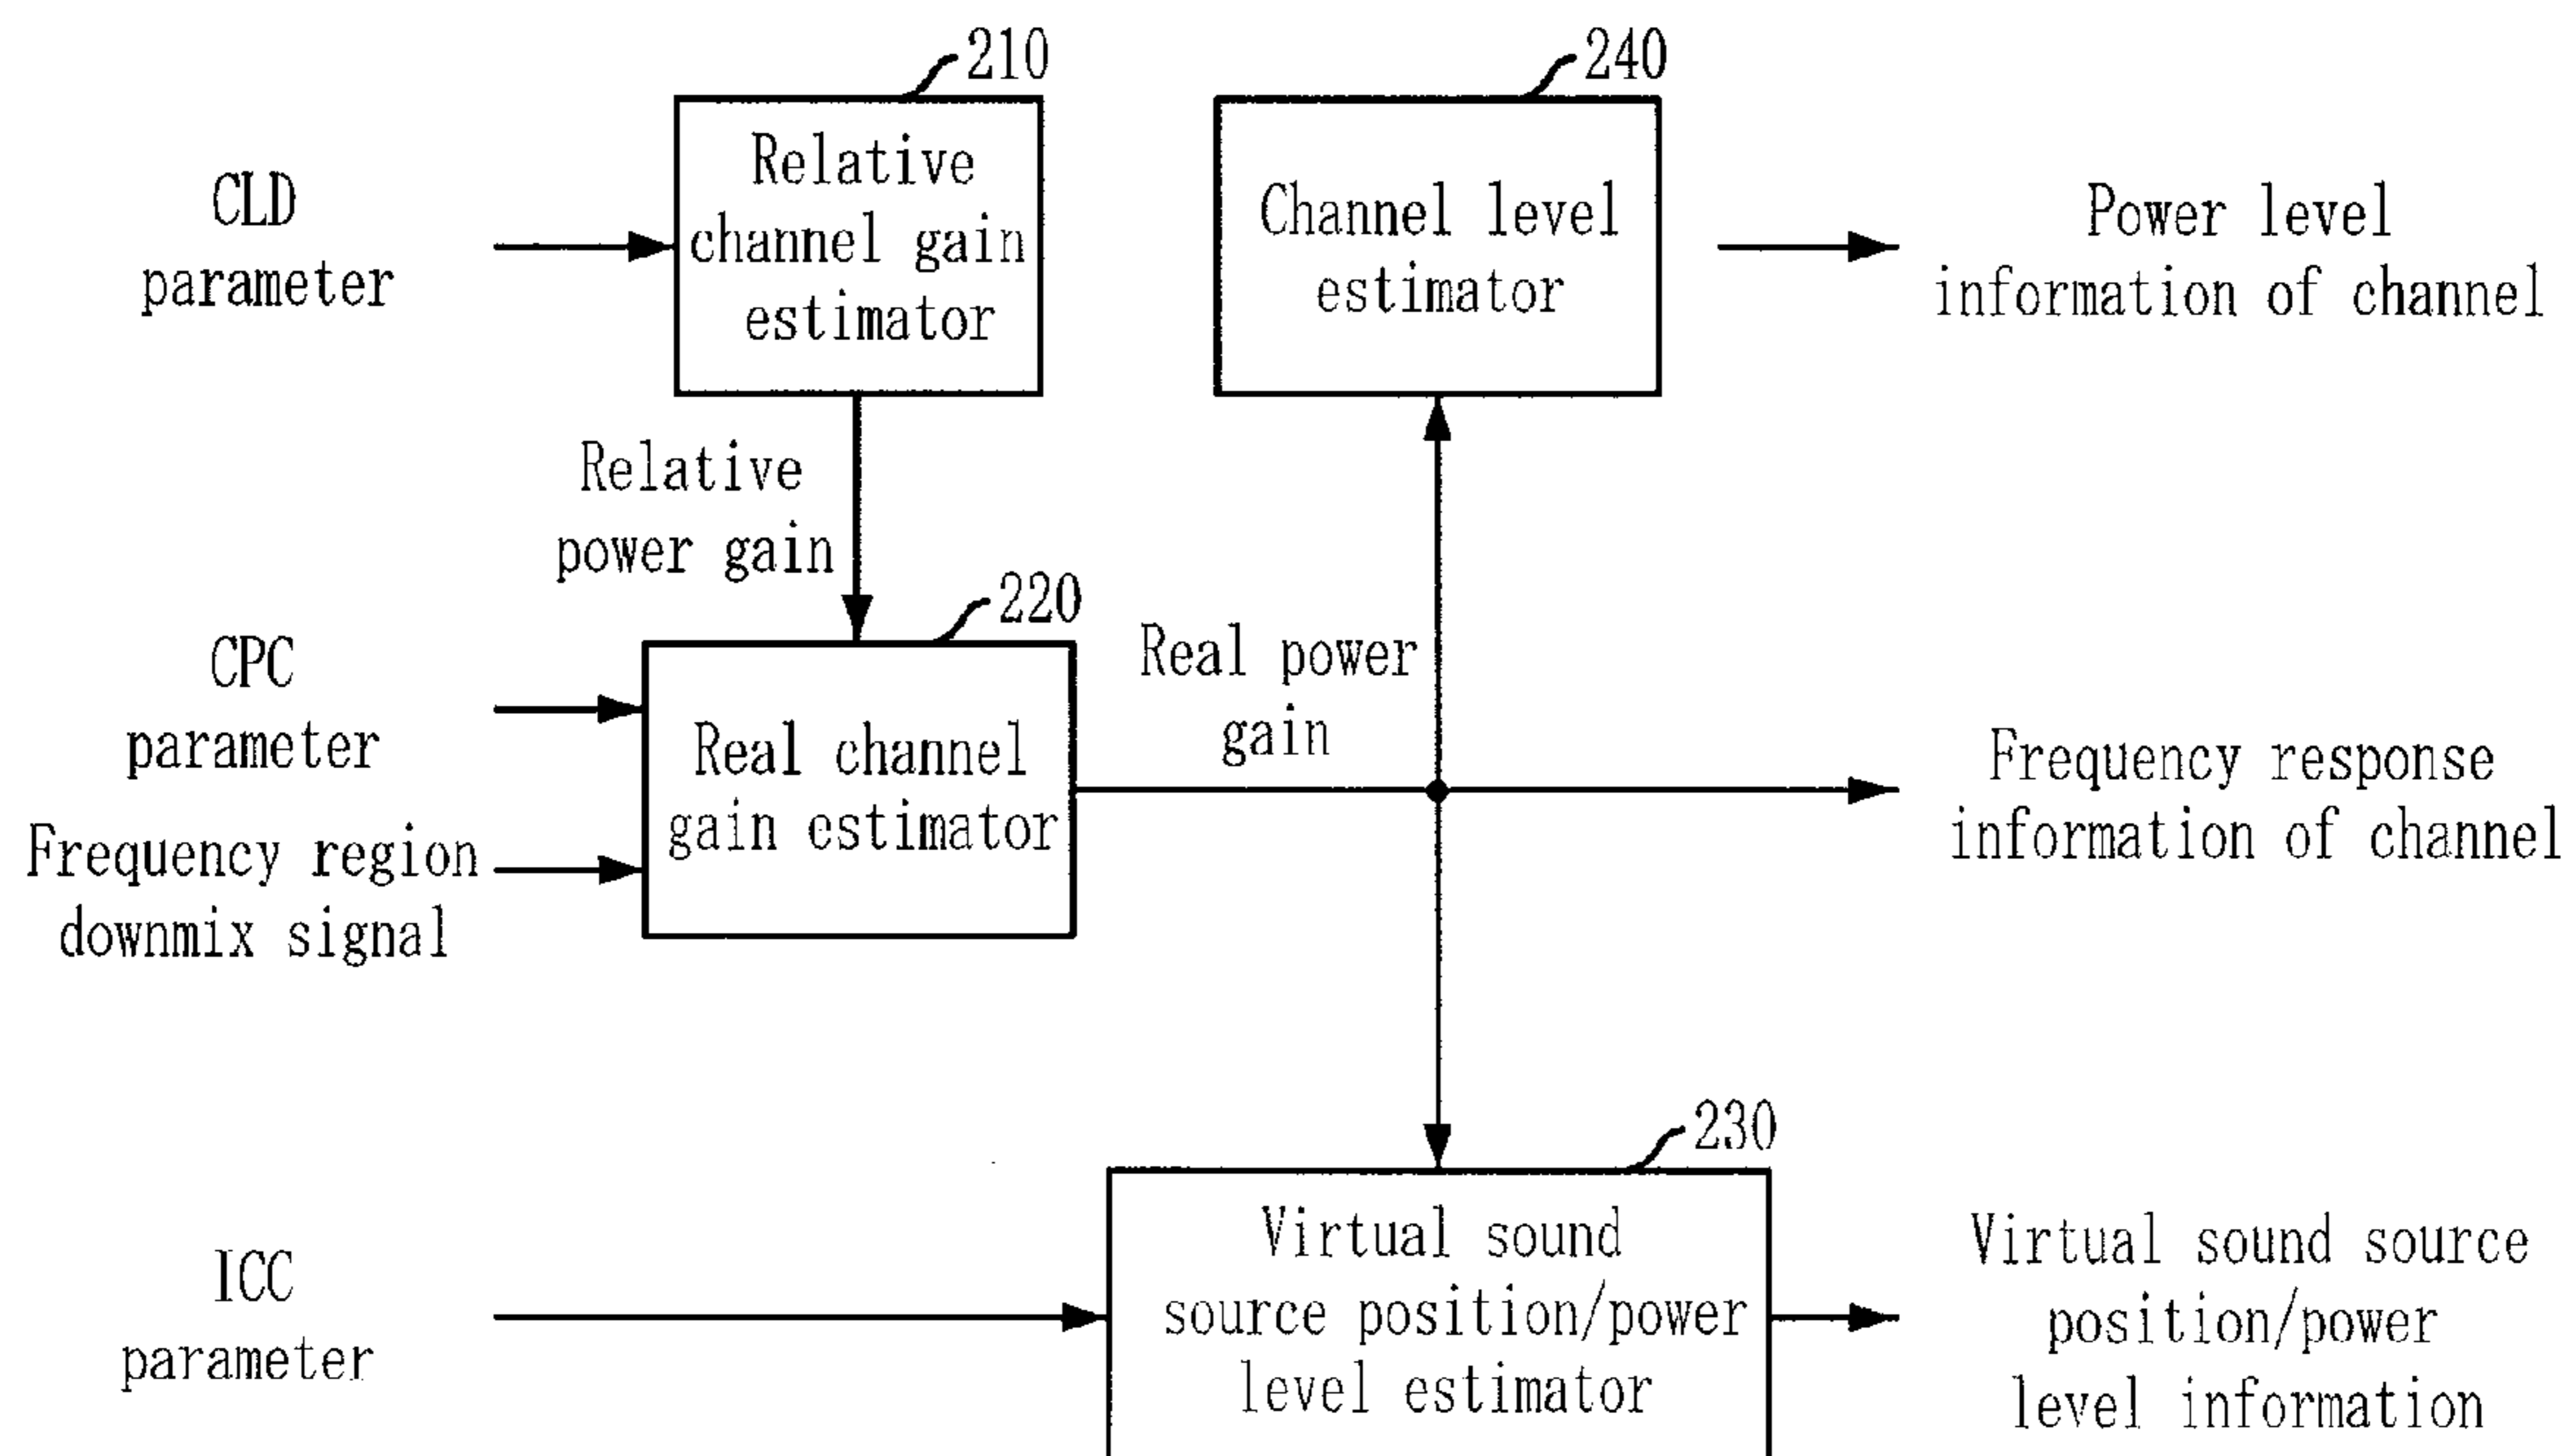 210
240
CLD
parameter
Relative
channel gain
estimator
Channel level
estimator
Power level
information of channel
Relative
power gain
220
CPC
parameter
Frequency region
downmix signal
Real channel
gain estimator
Real power
gain
Frequency response
information of channel
230
ICC
parameter
Virtual sound
source position/power
level estimator
Virtual sound source
position/power
level information